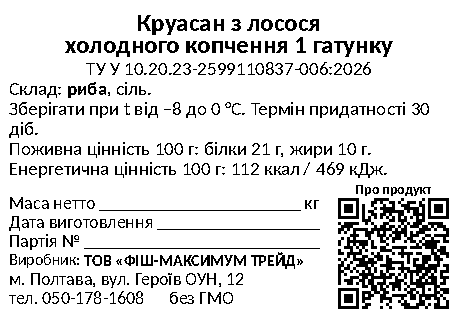 Круасан з лосося
холодного копчення 1 гатунку
ТУ У 10.20.23-2599110837-006:2026
Склад: риба, сіль.
Зберігати при t від –8 до 0 °С. Термін придатності 30
діб.
Поживна цінність 100 г: білки 21 г, жири 10 г.
Енергетична цінність 100 г: 112 ккал / 469 кДж.
Про продукт
Маса нетто ______________________ кг
Дата виготовлення __________________
Партія № __________________________
Виробник: ТОВ «ФІШ-МАКСИМУМ ТРЕЙД»
м. Полтава, вул. Героїв ОУН, 12
тел. 050-178-1608 без ГМО